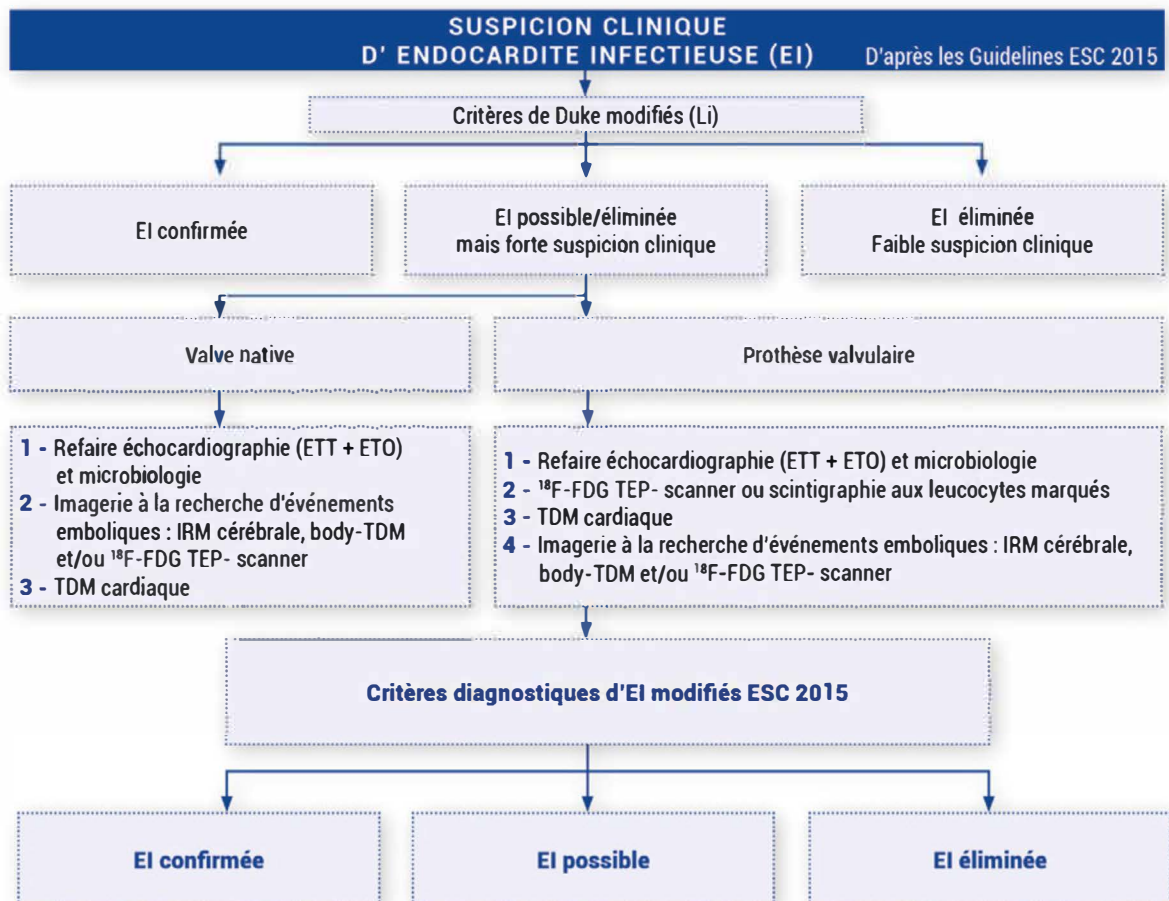 SUSPICION CLINIQUE
D' ENDOCARDITE INFECTIEUSE (EI)
D'après les Guidelines ESC 2015
Critères de Duke modifiés (Li)
EI confirmée
EI possible/éliminée
mais forte suspicion clinique
EI éliminée
Faible suspicion clinique
Valve native
Prothèse valvulaire
1 - Refaire échocardiographie (ETT + ETO)
et microbiologie
2 - Imagerie à la recherche d'événements
emboliques : IRM cérébrale, body-TDM
et/ou ¹⁸F-FDG TEP- scanner
3 - TDM cardiaque
1 - Refaire échocardiographie (ETT + ETO) et microbiologie
2 - ¹⁸F-FDG TEP- scanner ou scintigraphie aux leucocytes marqués
3 - TDM cardiaque
4 - Imagerie à la recherche d'événements emboliques : IRM cérébrale,
body-TDM et/ou ¹⁸F-FDG TEP- scanner
Critères diagnostiques d'EI modifiés ESC 2015
EI confirmée
EI possible
EI éliminée